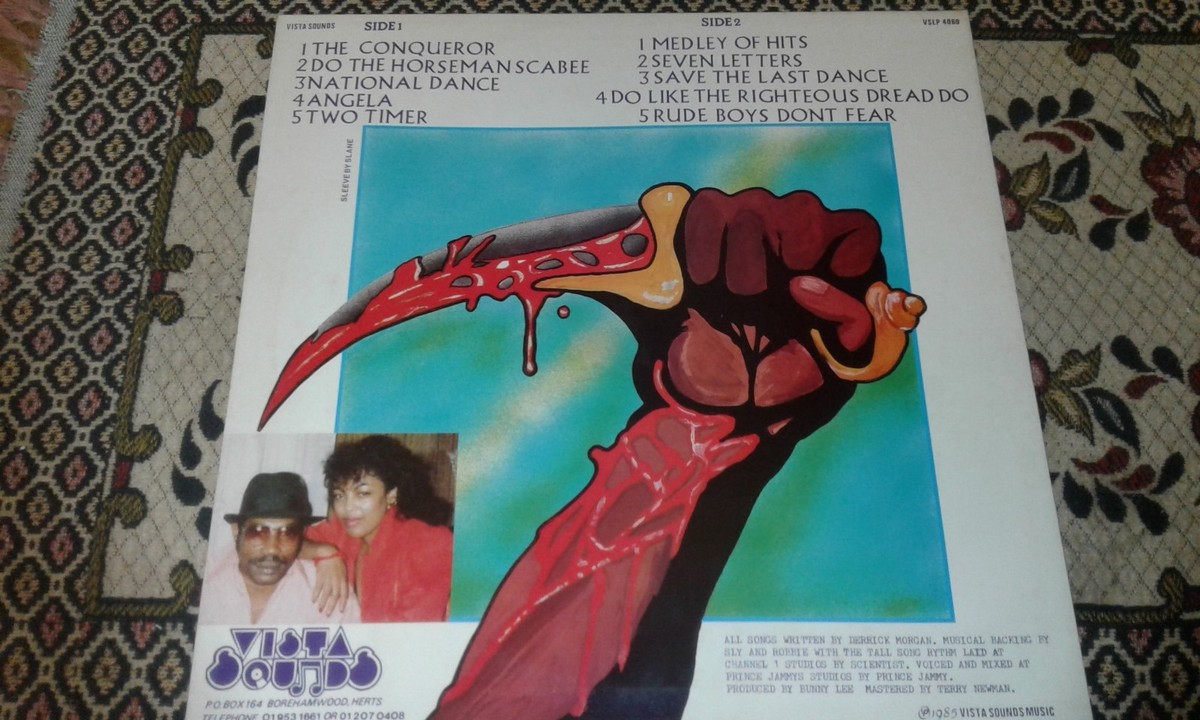 VISTA SOUNDS
SIDE 1
1 THE CONQUEROR
2 DO THE HORSEMAN SCABEE
3 NATIONAL DANCE
4 ANGELA
5 TWO TIMER
SIDE 2
VSLP 4060
1 MEDLEY OF HITS
2 SEVEN LETTERS
3 SAVE THE LAST DANCE
4 DO LIKE THE RIGHTEOUS DREAD DO
5 RUDE BOYS DONT FEAR
SLEEVE BY SLANE
VISTA
SOUNDS
P.O. BOX 164 BOREHAMWOOD, HERTS
TELEPHONE 01 953 1661 OR 01 207 0408
ALL SONGS WRITTEN BY DERRICK MORGAN. MUSICAL BACKING BY
SLY AND ROBBIE WITH THE TALL SONG RYTHM LAID AT
CHANNEL 1 STUDIOS BY SCIENTIST. VOICED AND MIXED AT
PRINCE JAMMYS STUDIOS BY PRINCE JAMMY.
PRODUCED BY BUNNY LEE MASTERED BY TERRY NEWMAN.
℗ 1985 VISTA SOUNDS MUSIC